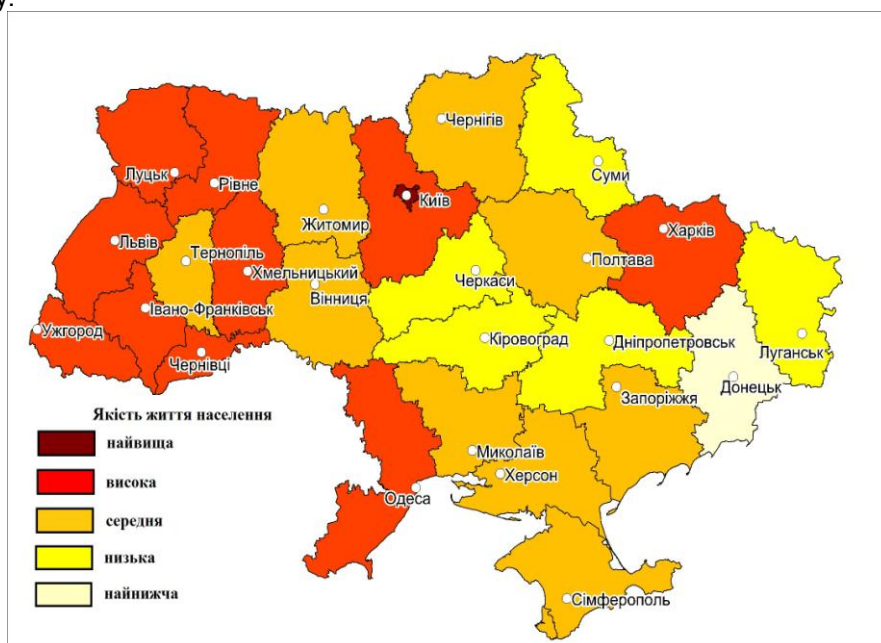 у.
Чернігів
Суми
Луцьк
Рівне
Київ
Житомир
Харків
Львів
Тернопіль
Хмельницький
Вінниця
Черкаси
Полтава
Івано-Франківськ
Ужгород
Чернівці
Кіровоград
Дніпропетровськ
Луганськ
Донецьк
Запоріжжя
Миколаїв
Херсон
Одеса
Сімферополь
Якість життя населення
найвища
висока
середня
низька
найнижча